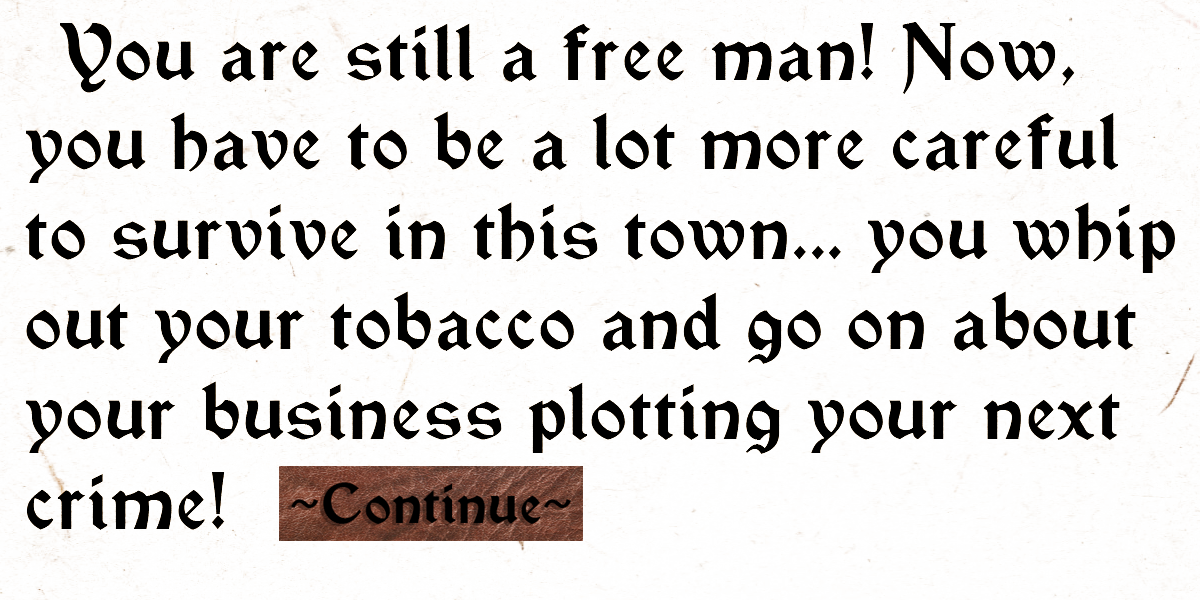 You are still a free man! Now,
you have to be a lot more careful
to survive in this town... you whip
out your tobacco and go on about
your business plotting your next
crime! ~Continue~